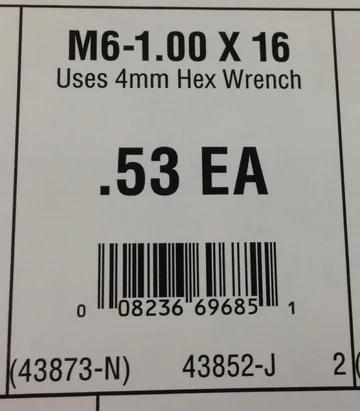 M6-1.00 X 16
Uses 4mm Hex Wrench
.53 EA
0 08236 69685 1
(43873-N) 43852-J 2 (